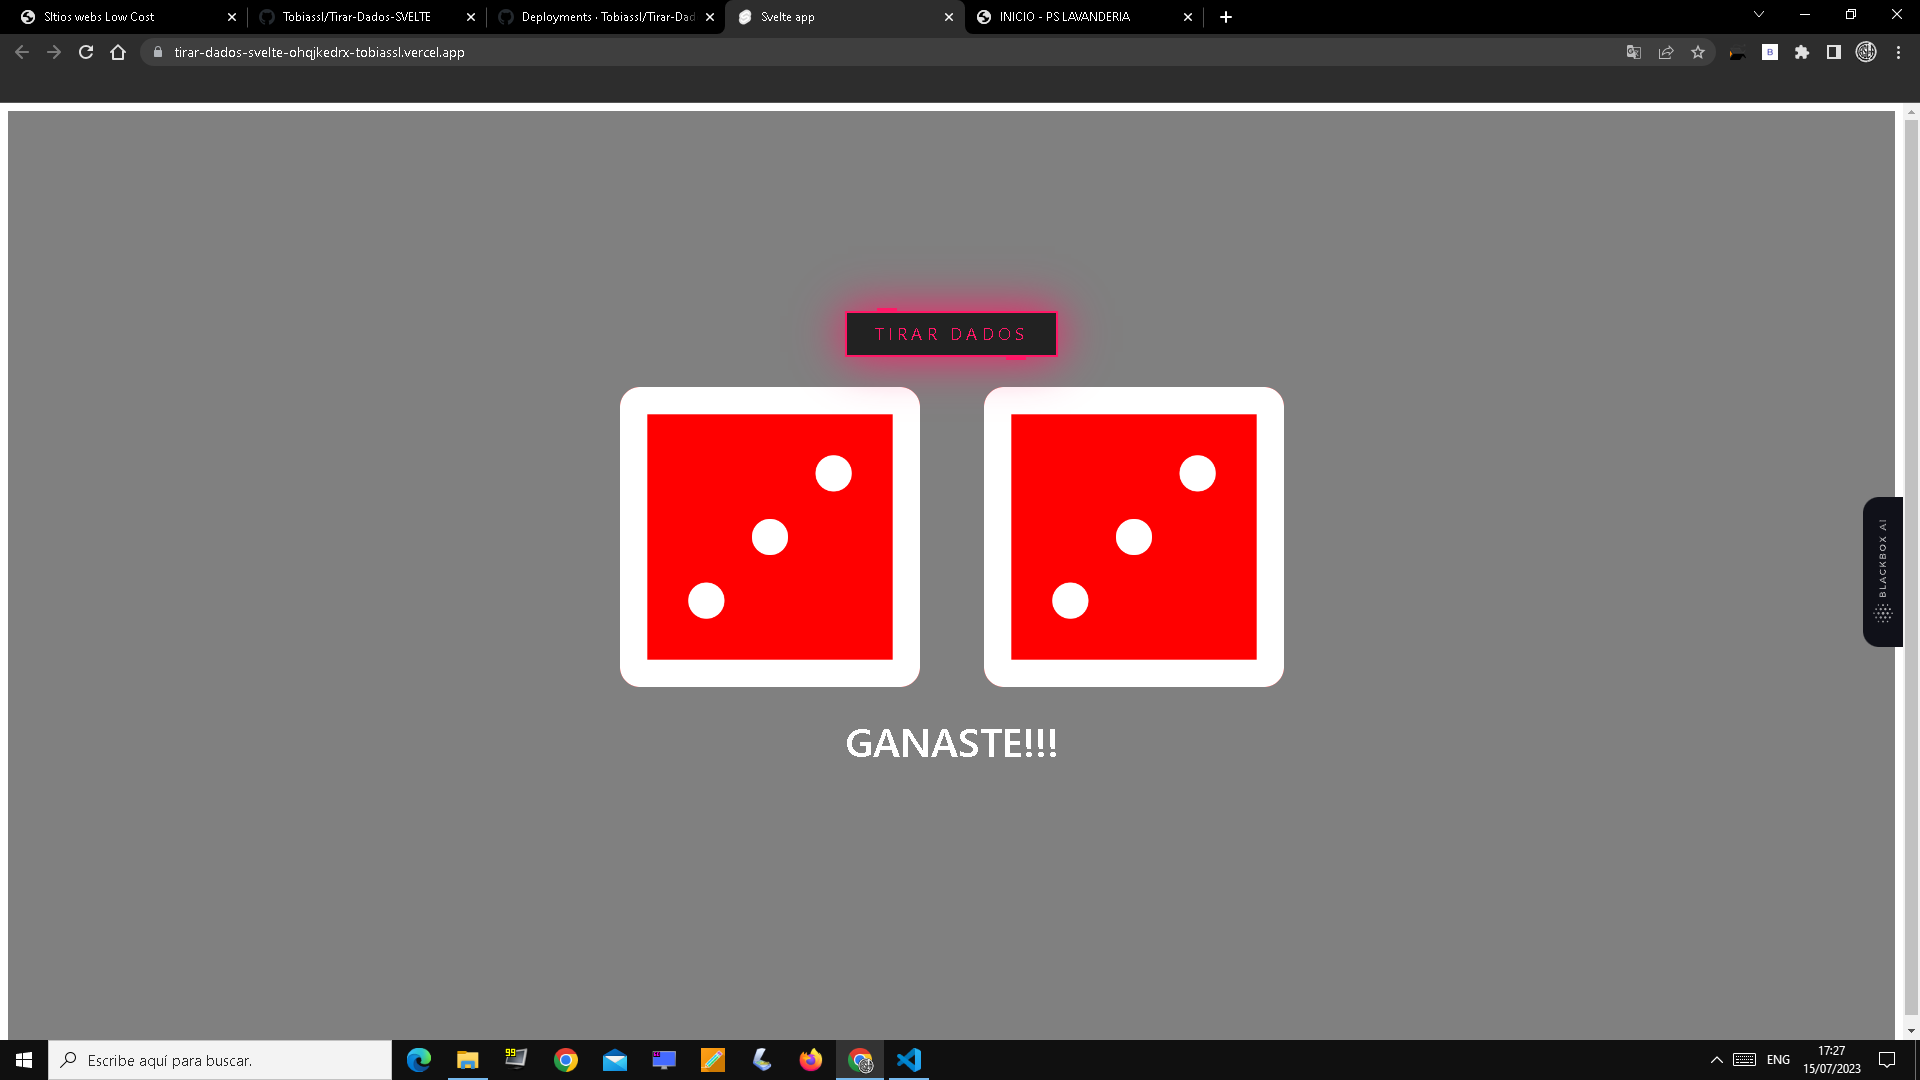 SItios webs Low Cost
Tobiassl/Tirar-Dados-SVELTE
Deployments · Tobiassl/Tirar-Dad
Svelte app
INICIO - PS LAVANDERIA
tirar-dados-svelte-ohqjkedrx-tobiassl.vercel.app
B
TIRAR DADOS
BLACKBOX AI
GANASTE!!!
Escribe aquí para buscar.
99
ENG
17:27
15/07/2023